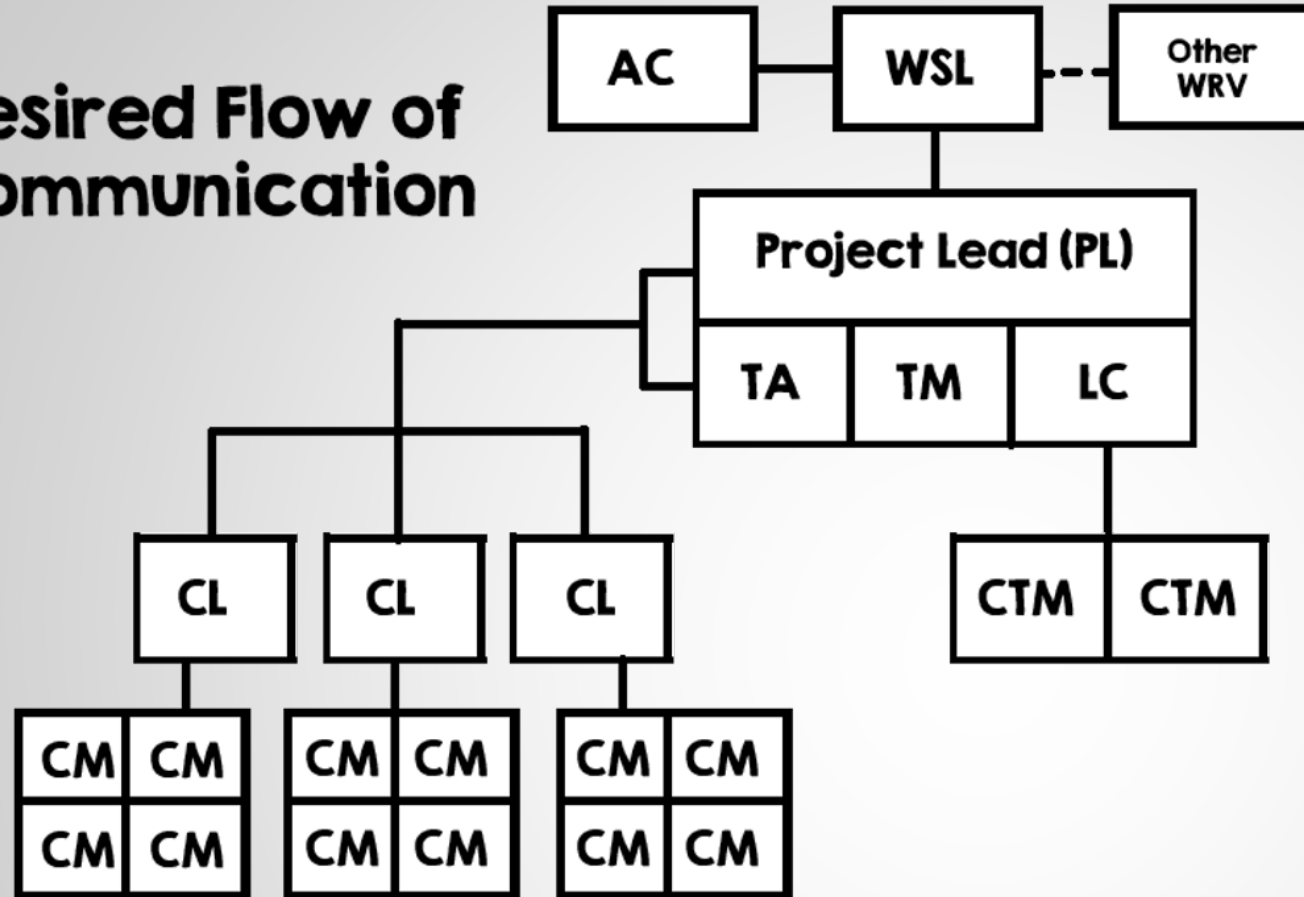 AC
WSL
Other
WRV
esired Flow of
ommunication
Project Lead (PL)
TA
TM
LC
CL
CL
CL
CTM
CTM
CM
CM
CM
CM
CM
CM
CM
CM
CM
CM
CM
CM